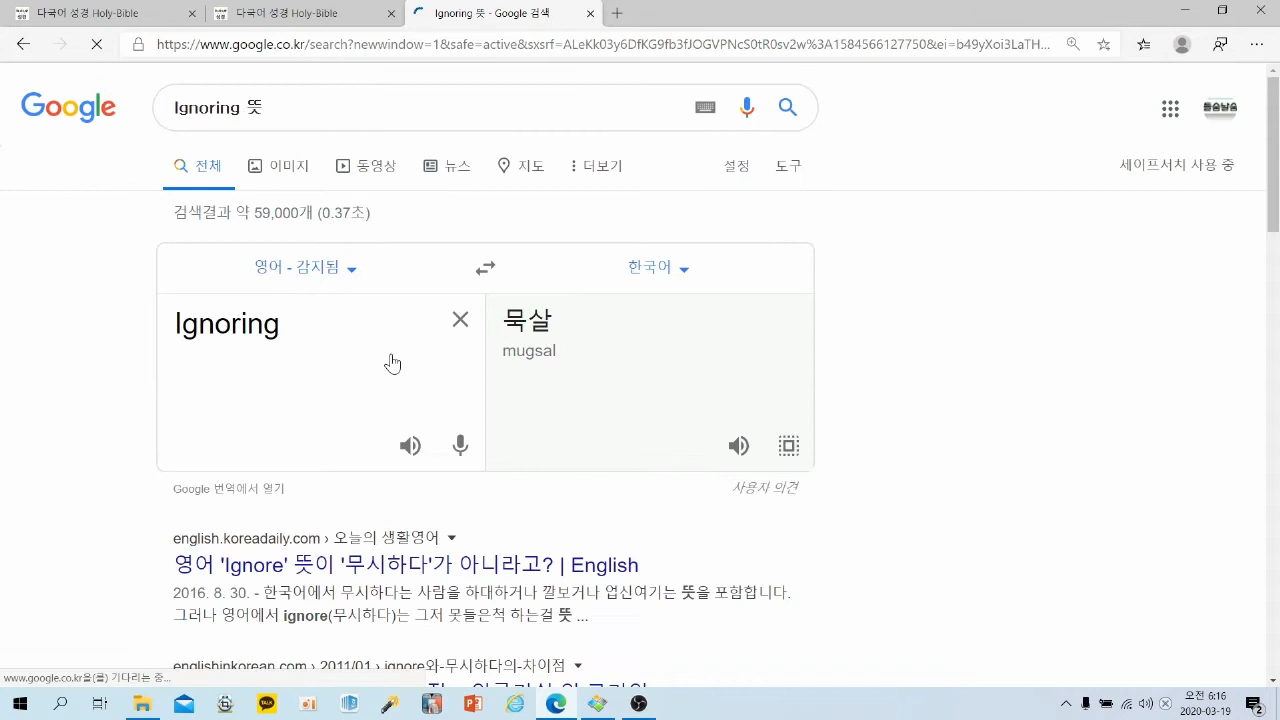 다국어 성경 Holy-Bible
다국어 성경 Holy-Bible
Ignoring 뜻 - Google 검색
https://www.google.co.kr/search?newwindow=1&safe=active&sxsrf=ALeKk03y6DfKG9fb3fJOGVPNcS0tR0sv2w%3A1584566127750&ei=b49yXoi3LaTH...
Google
Ignoring 뜻
들숨날숨
전체 이미지 동영상 뉴스 지도 더보기 설정 도구
세이프서치 사용 중
검색결과 약 59,000개 (0.37초)
영어 - 감지됨
한국어
Ignoring
묵살
mugsal
Google 번역에서 열기
사용자 의견
english.koreadaily.com › 오늘의 생활영어
영어 'Ignore' 뜻이 '무시하다'가 아니라고? | English
2016. 8. 30. - 한국어에서 무시하다는 사람을 하대하거나 깔보거나 업신여기는 뜻을 포함합니다.
그러나 영어에서 ignore(무시하다)는 그저 못들은척 하는걸 뜻 ...
englishinkorean.com › 2011/01 › ignore와-무시하다의-차이점
www.google.co.kr을(를) 기다리는 중...
TALK
오전 6:16
2020-03-19
2